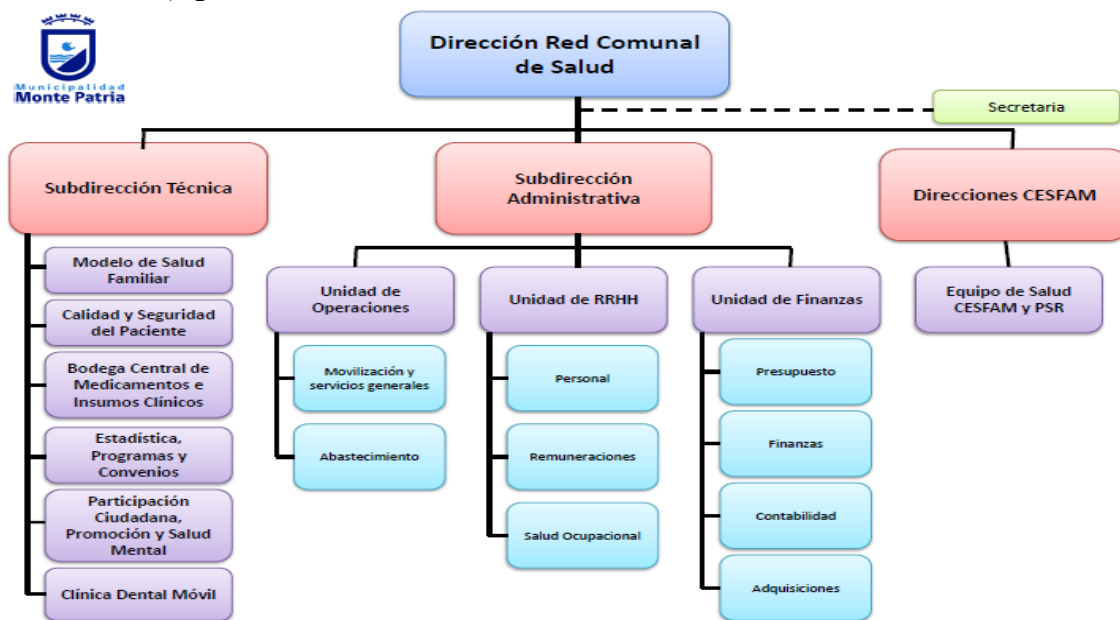 Municipalidad
Monte Patria
Dirección Red Comunal
de Salud
Secretaria
Subdirección Técnica
Subdirección
Administrativa
Direcciones CESFAM
Modelo de Salud
Familiar
Calidad y Seguridad
del Paciente
Bodega Central de
Medicamentos e
Insumos Clínicos
Estadística,
Programas y
Convenios
Participación
Ciudadana,
Promoción y Salud
Mental
Clínica Dental Móvil
Unidad de
Operaciones
Movilización y
servicios generales
Abastecimiento
Unidad de RRHH
Personal
Remuneraciones
Salud Ocupacional
Unidad de Finanzas
Presupuesto
Finanzas
Contabilidad
Adquisiciones
Equipo de Salud
CESFAM y PSR